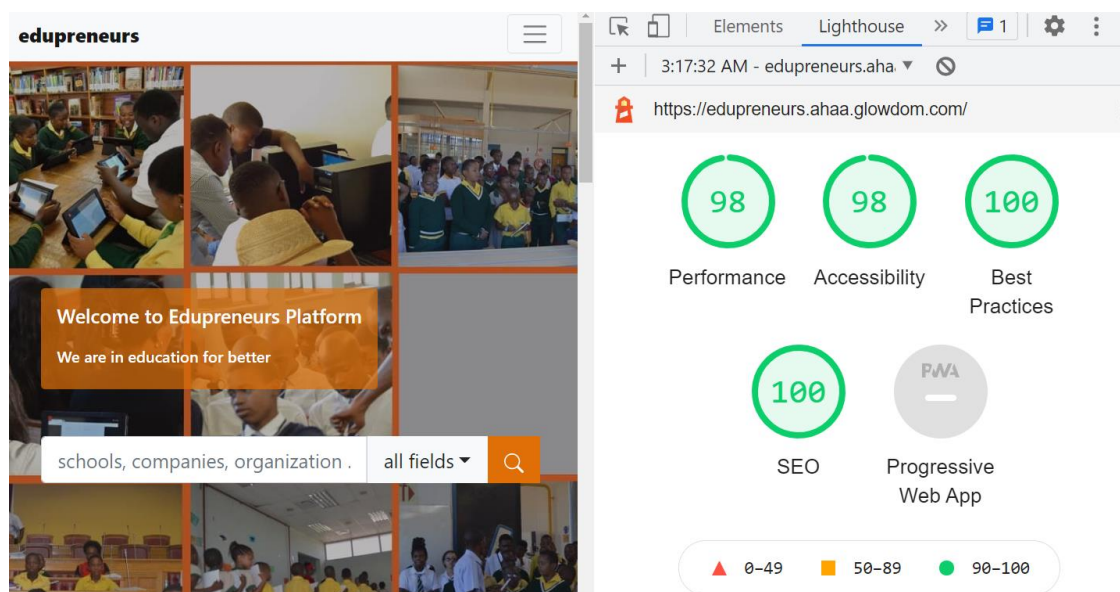 edupreneurs
Welcome to Edupreneurs Platform
We are in education for better
schools, companies, organization .
all fields
Elements
Lighthouse
1
3:17:32 AM - edupreneurs.aha
https://edupreneurs.ahaa.glowdom.com/
98
98
100
Performance
Accessibility
Best
Practices
100
PWA
SEO
Progressive
Web App
0–49
50–89
90–100